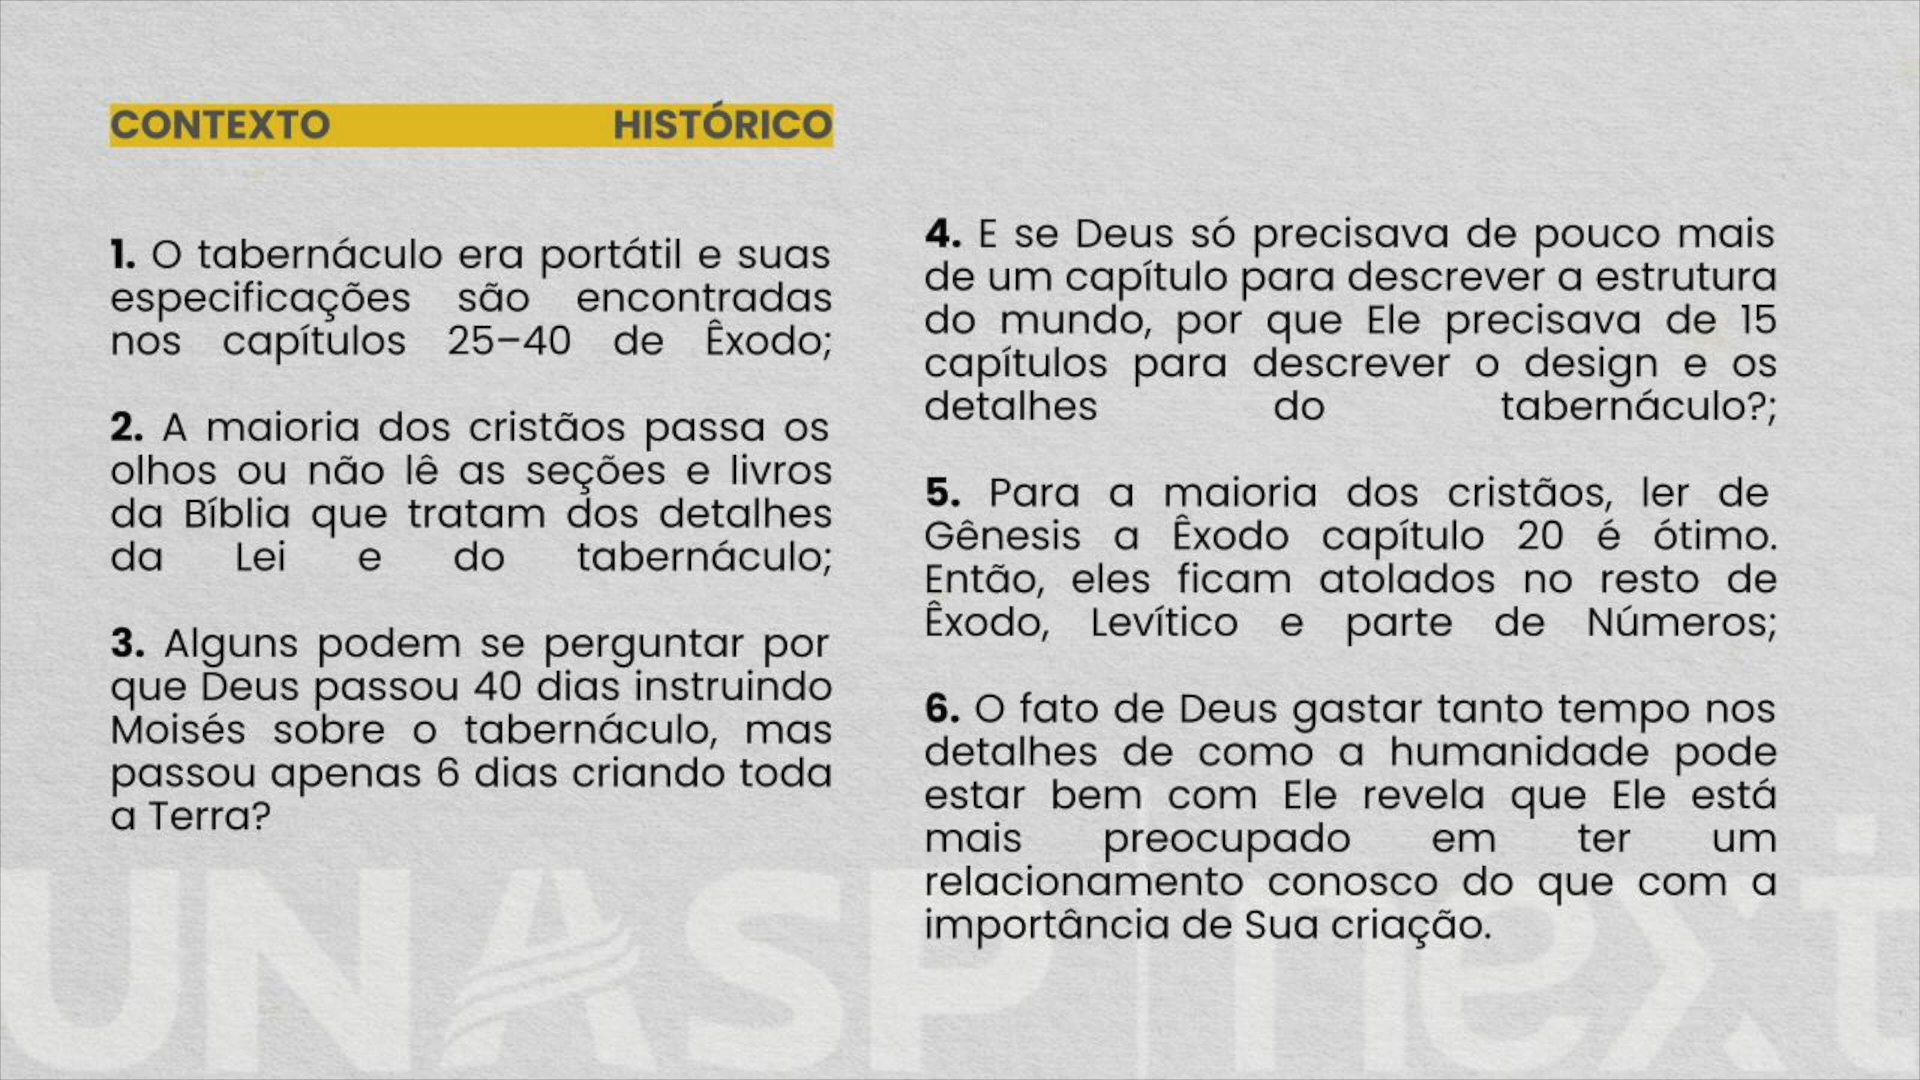 CONTEXTO HISTÓRICO
1. O tabernáculo era portátil e suas
especificações são encontradas
nos capítulos 25–40 de Êxodo;
2. A maioria dos cristãos passa os
olhos ou não lê as seções e livros
da Bíblia que tratam dos detalhes
da Lei e do tabernáculo;
3. Alguns podem se perguntar por
que Deus passou 40 dias instruindo
Moisés sobre o tabernáculo, mas
passou apenas 6 dias criando toda
a Terra?
4. E se Deus só precisava de pouco mais
de um capítulo para descrever a estrutura
do mundo, por que Ele precisava de 15
capítulos para descrever o design e os
detalhes do tabernáculo?;
5. Para a maioria dos cristãos, ler de
Gênesis a Êxodo capítulo 20 é ótimo.
Então, eles ficam atolados no resto de
Êxodo, Levítico e parte de Números;
6. O fato de Deus gastar tanto tempo nos
detalhes de como a humanidade pode
estar bem com Ele revela que Ele está
mais preocupado em ter um
relacionamento conosco do que com a
importância de Sua criação.
UNASP | next